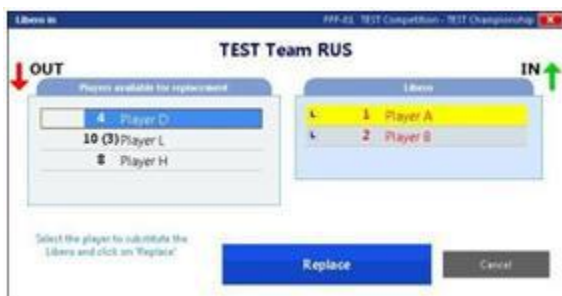 Libero in
PPP-01 TEST Competition - TEST Championship
TEST Team RUS
OUT
IN
Players available for replacement
Libero
4 Player D
10 (3) Player L
8 Player H
L 1 Player A
L 2 Player B
Select the player to substitute the
Libero and click on 'Replace'
Replace
Cancel